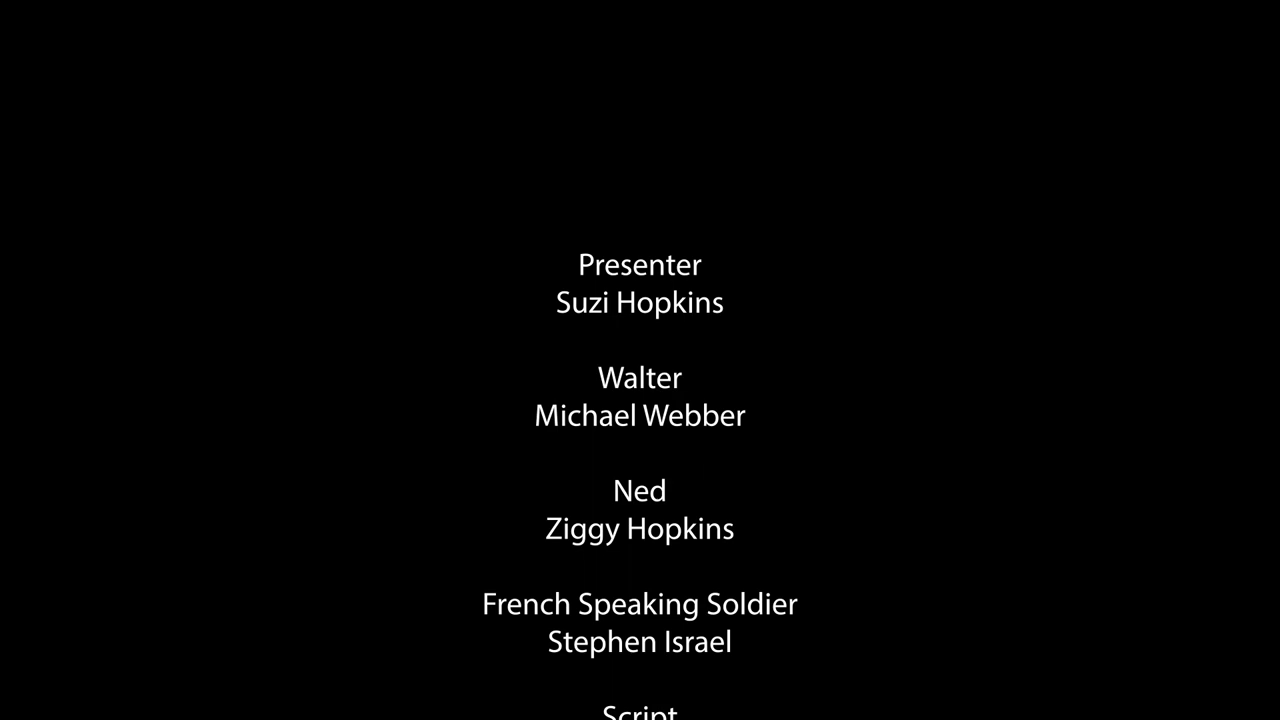 Presenter
Suzi Hopkins
Walter
Michael Webber
Ned
Ziggy Hopkins
French Speaking Soldier
Stephen Israel
Script